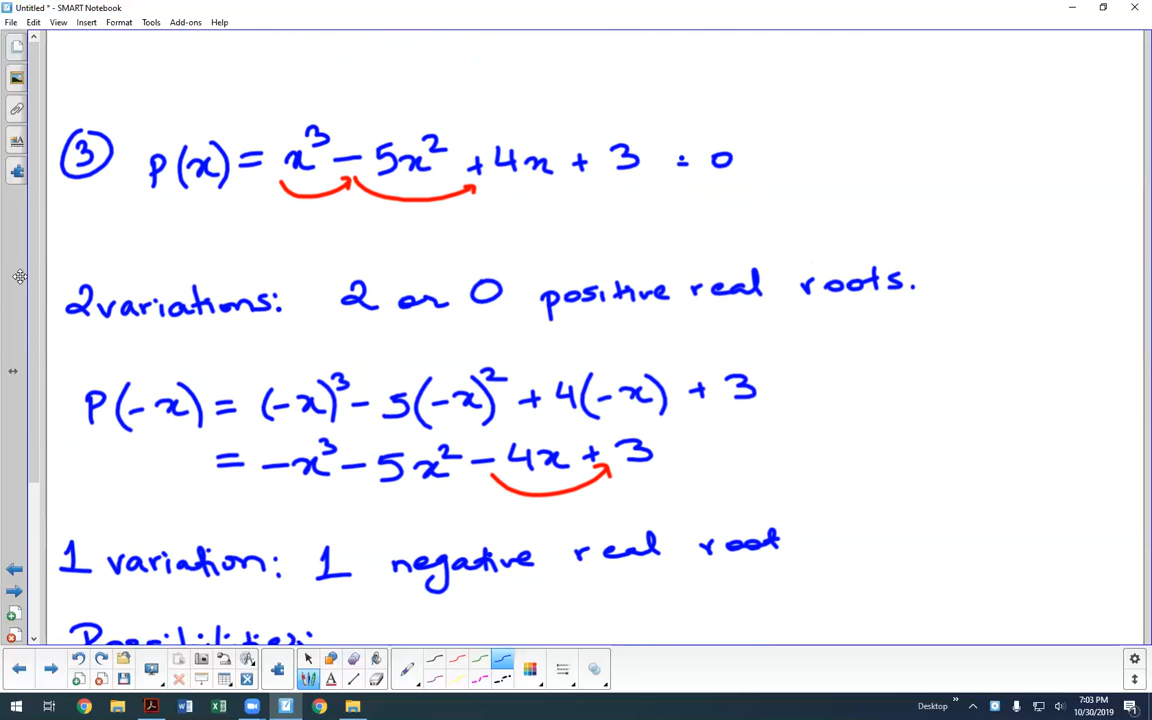 Untitled * - SMART Notebook
File Edit View Insert Format Tools Add-ons Help
③ P(x) = x³ - 5x² + 4x + 3 = 0
2 variations: 2 or 0 positive real roots.
P(-x) = (-x)³ - 5(-x)² + 4(-x) + 3
= -x³ - 5x² - 4x + 3
1 variation: 1 negative real root
Possibilities:
Desktop
7:03 PM
10/30/2019